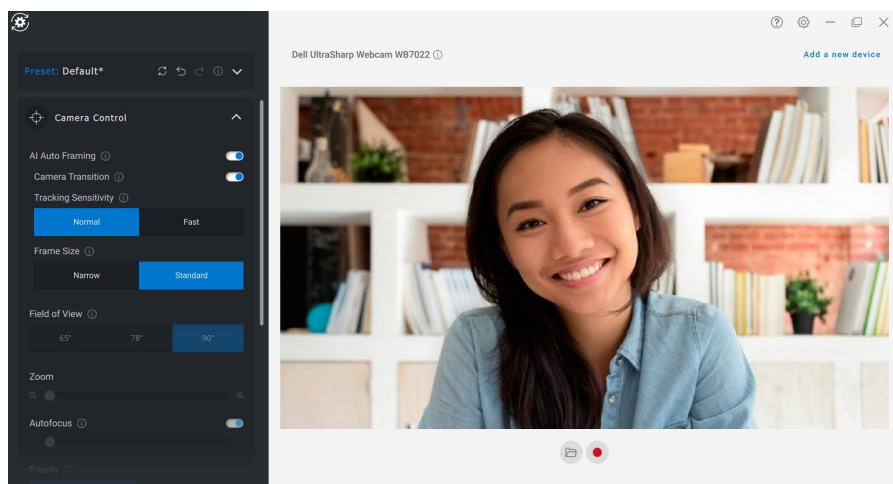 Preset: Default*
Dell UltraSharp Webcam WB7022
Add a new device
Camera Control
AI Auto Framing
Camera Transition
Tracking Sensitivity
Normal Fast
Frame Size
Narrow Standard
Field of View
65° 78° 90°
Zoom
Autofocus
Priority